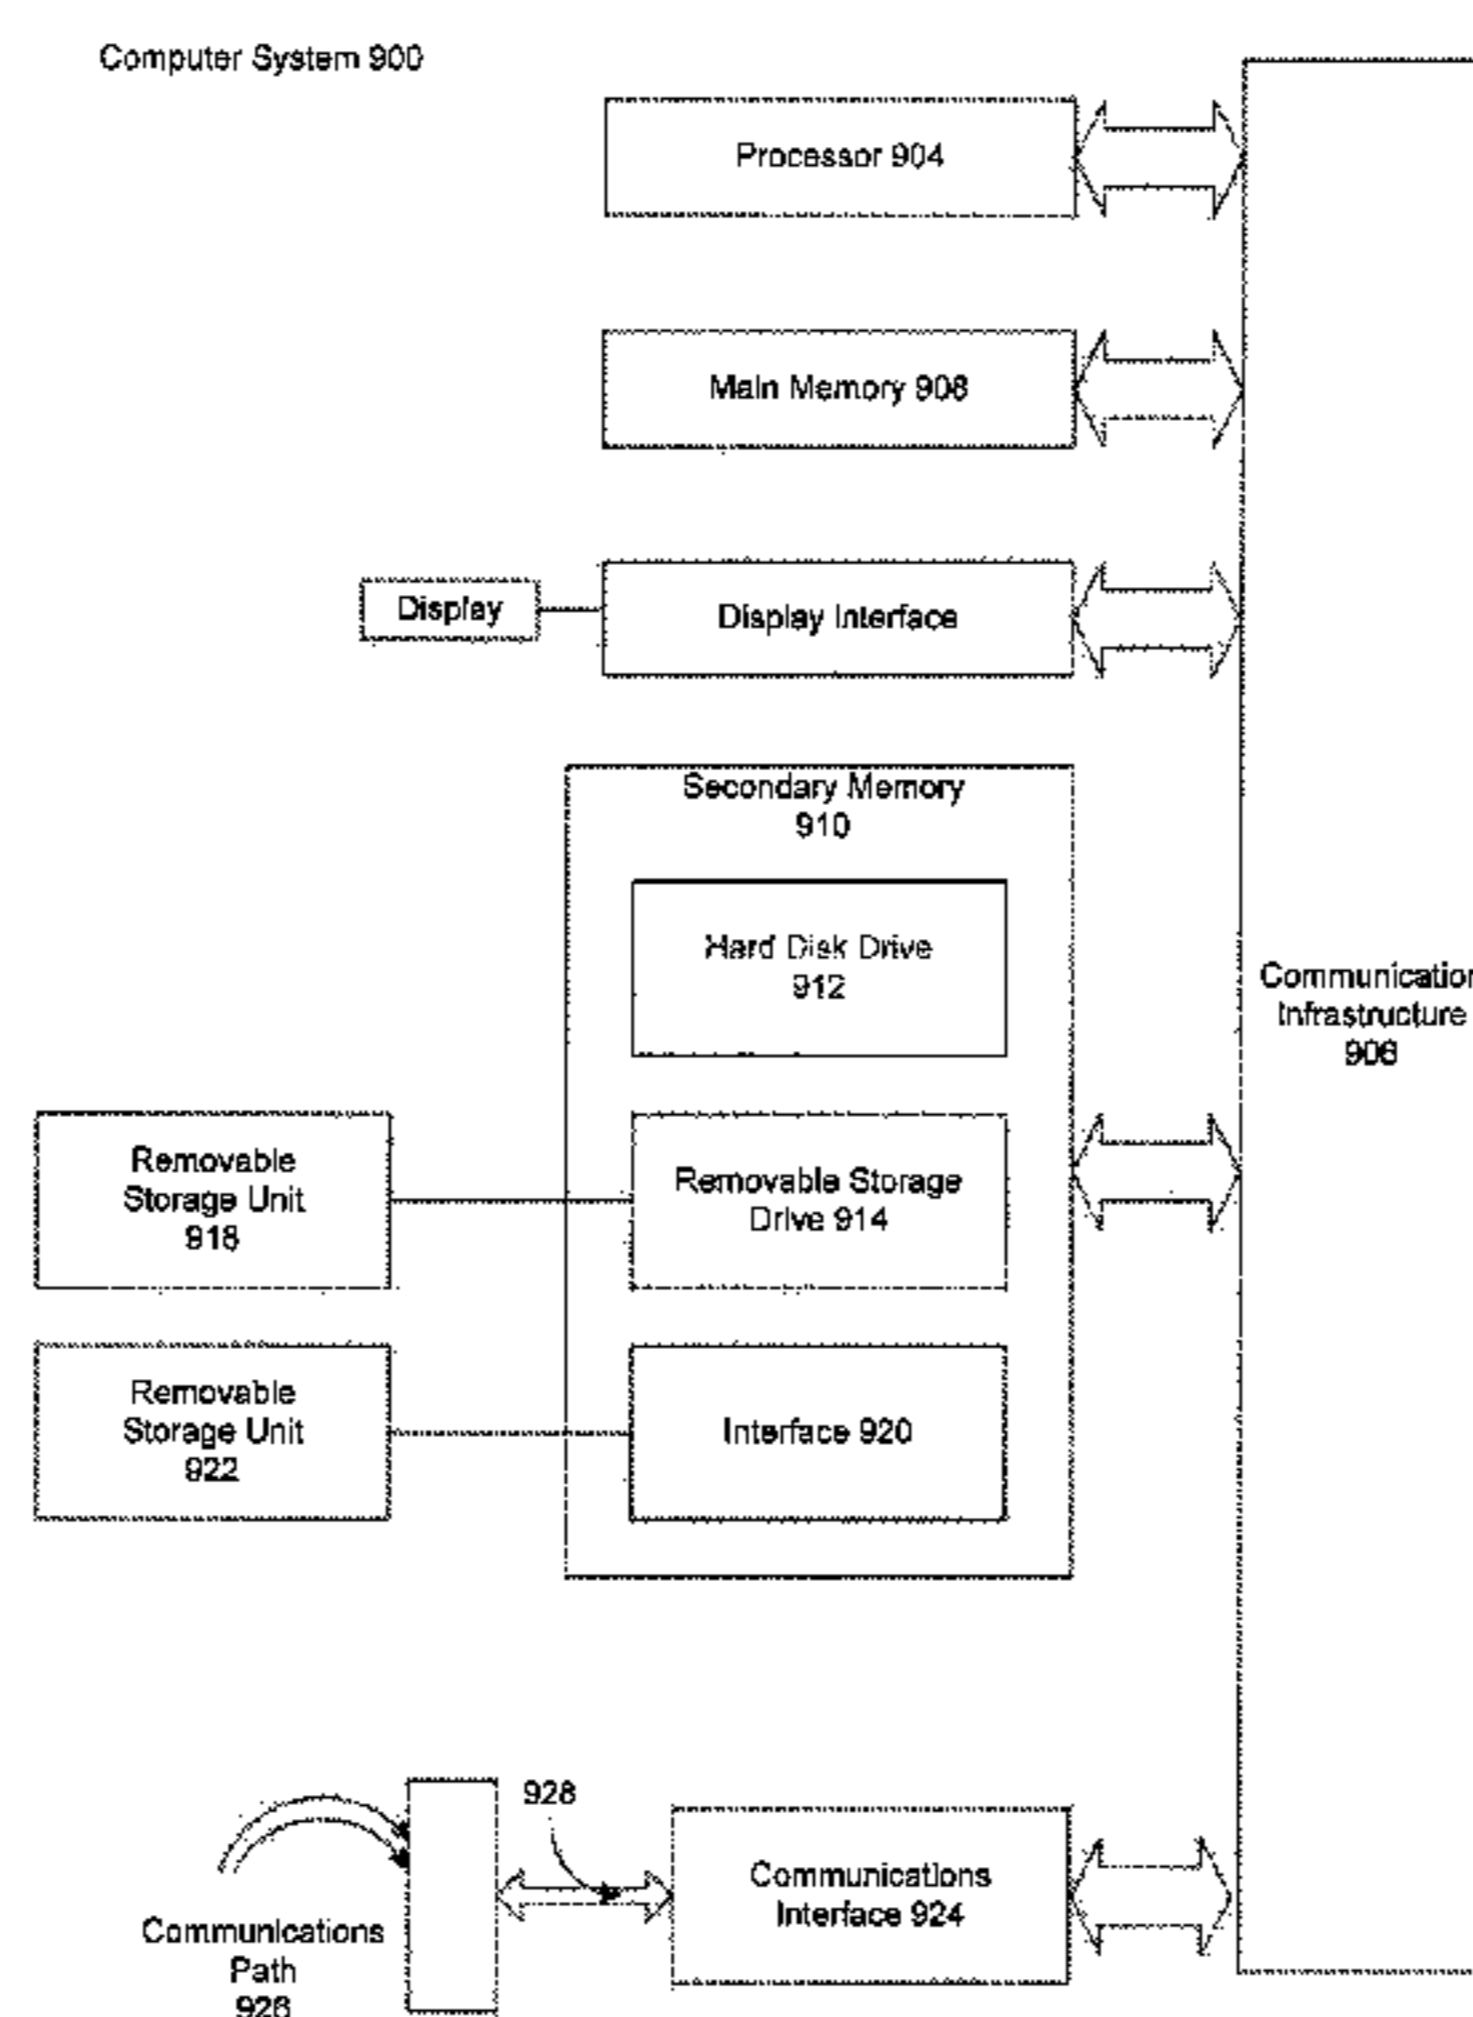 Computer System 900
Processor 904
Main Memory 908
Display
Display Interface
Secondary Memory
910
Hard Disk Drive
912
Communication
Infrastructure
906
Removable
Storage Unit
918
Removable Storage
Drive 914
Removable
Storage Unit
922
Interface 920
928
Communications
Interface 924
Communications
Path
926